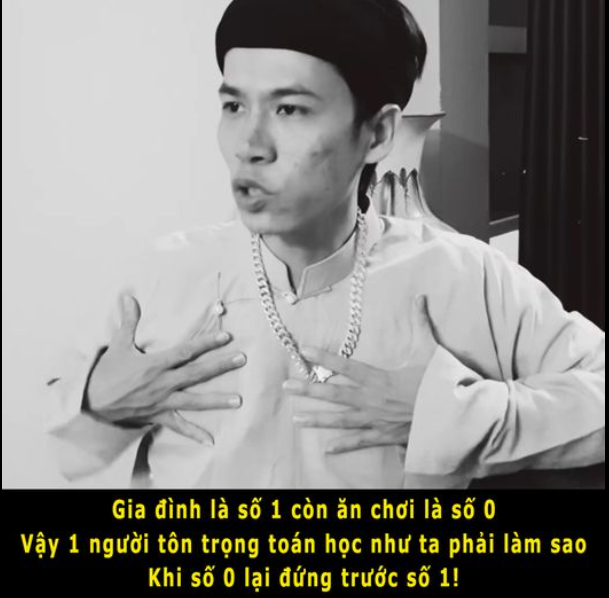 Gia đình là số 1 còn ăn chơi là số 0
Vậy 1 người tôn trọng toán học như ta phải làm sao
Khi số 0 lại đứng trước số 1!